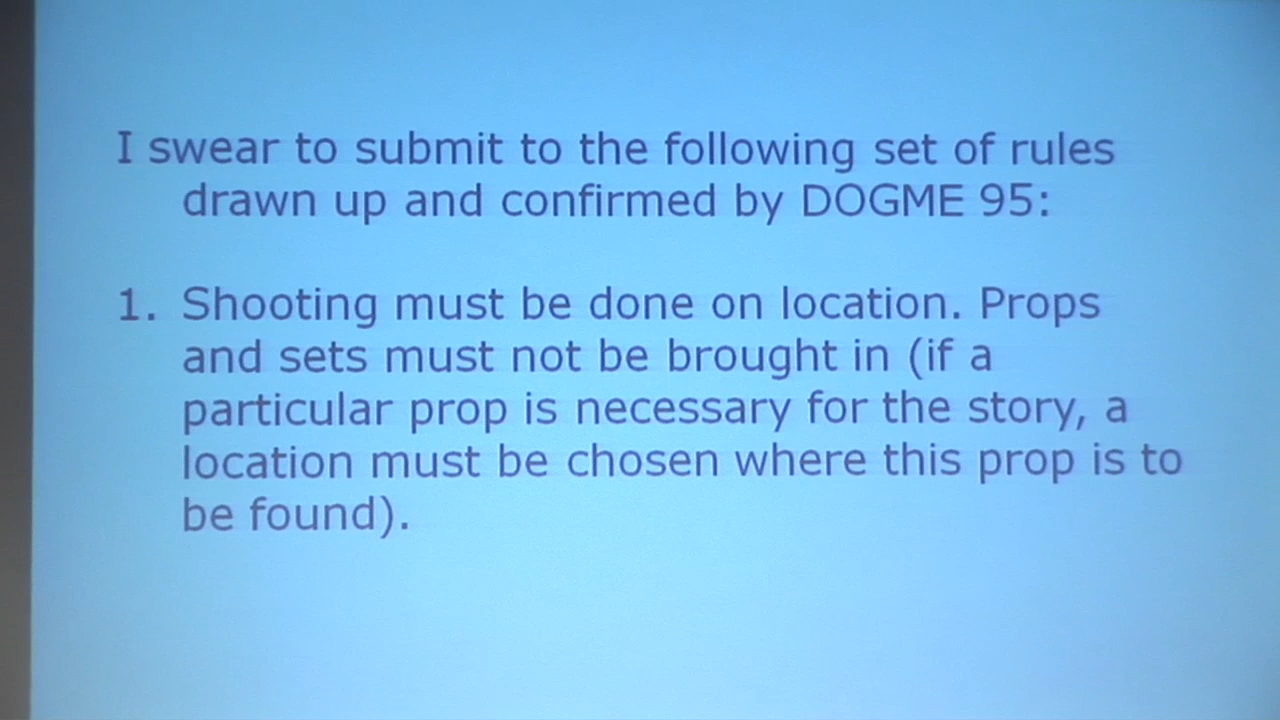 I swear to submit to the following set of rules
drawn up and confirmed by DOGME 95:
1. Shooting must be done on location. Props
and sets must not be brought in (if a
particular prop is necessary for the story, a
location must be chosen where this prop is to
be found).